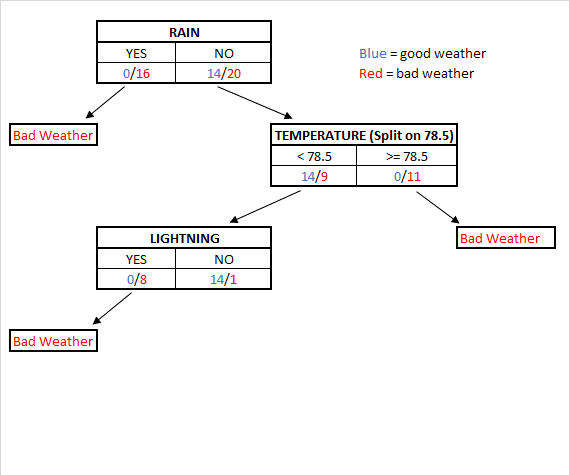 RAIN
YES NO
0/16 14/20
Blue = good weather
Red = bad weather
Bad Weather
TEMPERATURE (Split on 78.5)
< 78.5 >= 78.5
14/9 0/11
LIGHTNING
YES NO
0/8 14/1
Bad Weather
Bad Weather